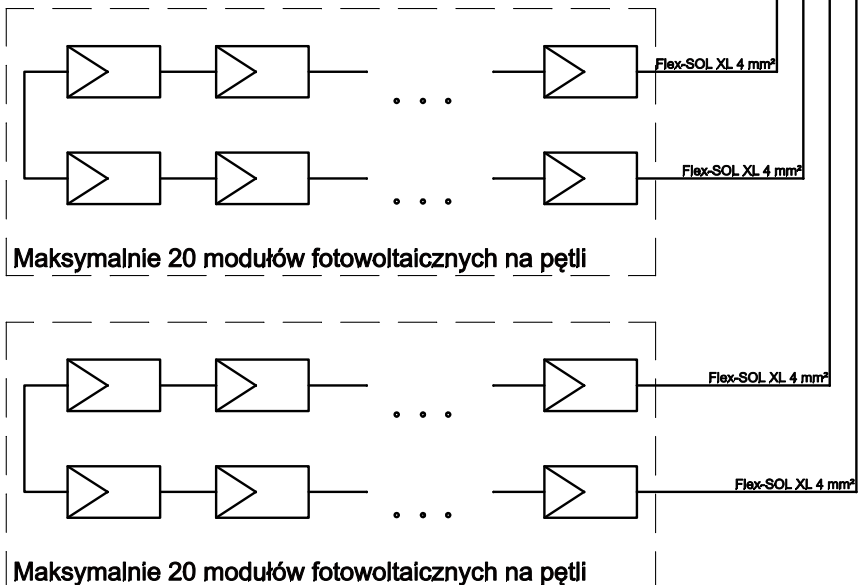 Flex-SOL XL 4 mm²
Flex-SOL XL 4 mm²
Maksymalnie 20 modułów fotowoltaicznych na pętli
Flex-SOL XL 4 mm²
Flex-SOL XL 4 mm²
Maksymalnie 20 modułów fotowoltaicznych na pętli